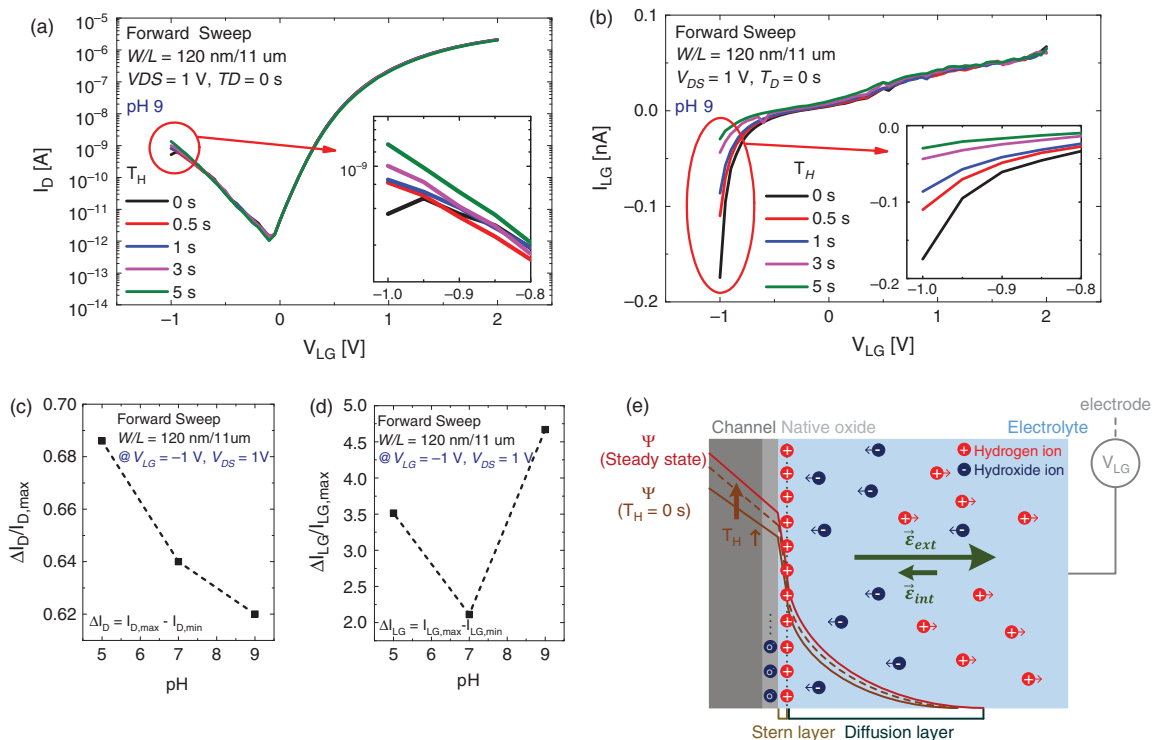 (a)
Forward Sweep
W/L = 120 nm/11 um
VDS = 1 V, TD = 0 s
pH 9
T_H
0 s
0.5 s
1 s
3 s
5 s
10⁻⁵
10⁻⁶
10⁻⁷
10⁻⁸
10⁻⁹
10⁻¹⁰
10⁻¹¹
10⁻¹²
10⁻¹³
10⁻¹⁴
I_D [A]
10⁻⁹
−1.0
−0.9
−0.8
−1
0
1
2
V_LG [V]
(b)
Forward Sweep
W/L = 120 nm/11 um
V_DS = 1 V, T_D = 0 s
pH 9
T_H
0 s
0.5 s
1 s
3 s
5 s
0.1
0.0
−0.1
−0.2
I_LG [nA]
0.0
−0.1
−0.2
−1.0
−0.9
−0.8
−1
0
1
2
V_LG [V]
(c)
Forward Sweep
W/L = 120 nm/11um
@ V_LG = −1 V, V_DS = 1V
0.70
0.68
0.66
0.64
0.62
ΔI_D/I_D,max
ΔI_D = I_D,max - I_D,min
5
6
7
8
9
pH
(d)
Forward Sweep
W/L = 120 nm/11 um
@ V_LG = −1 V, V_DS = 1 V
5.0
4.5
4.0
3.5
3.0
2.5
2.0
ΔI_LG/I_LG,max
ΔI_LG = I_LG,max-I_LG,min
5
6
7
8
9
pH
(e)
electrode
V_LG
Channel Native oxide
Electrolyte
Ψ
(Steady state)
Ψ
(T_H = 0 s)
T_H ↑
+ Hydrogen ion
- Hydroxide ion
ε⃗_ext
ε⃗_int
Stern layer
Diffusion layer